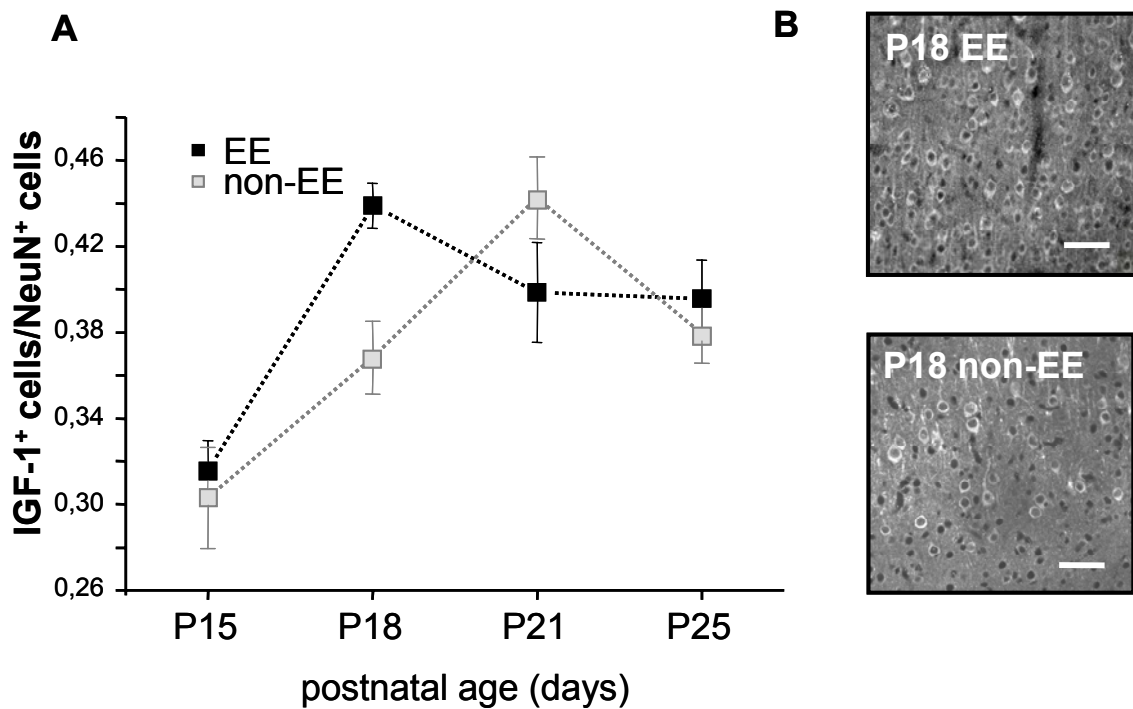 A
IGF-1⁺ cells/NeuN⁺ cells
0,46
0,42
0,38
0,34
0,30
0,26
EE
non-EE
P15 P18 P21 P25
postnatal age (days)
B
P18 EE
P18 non-EE